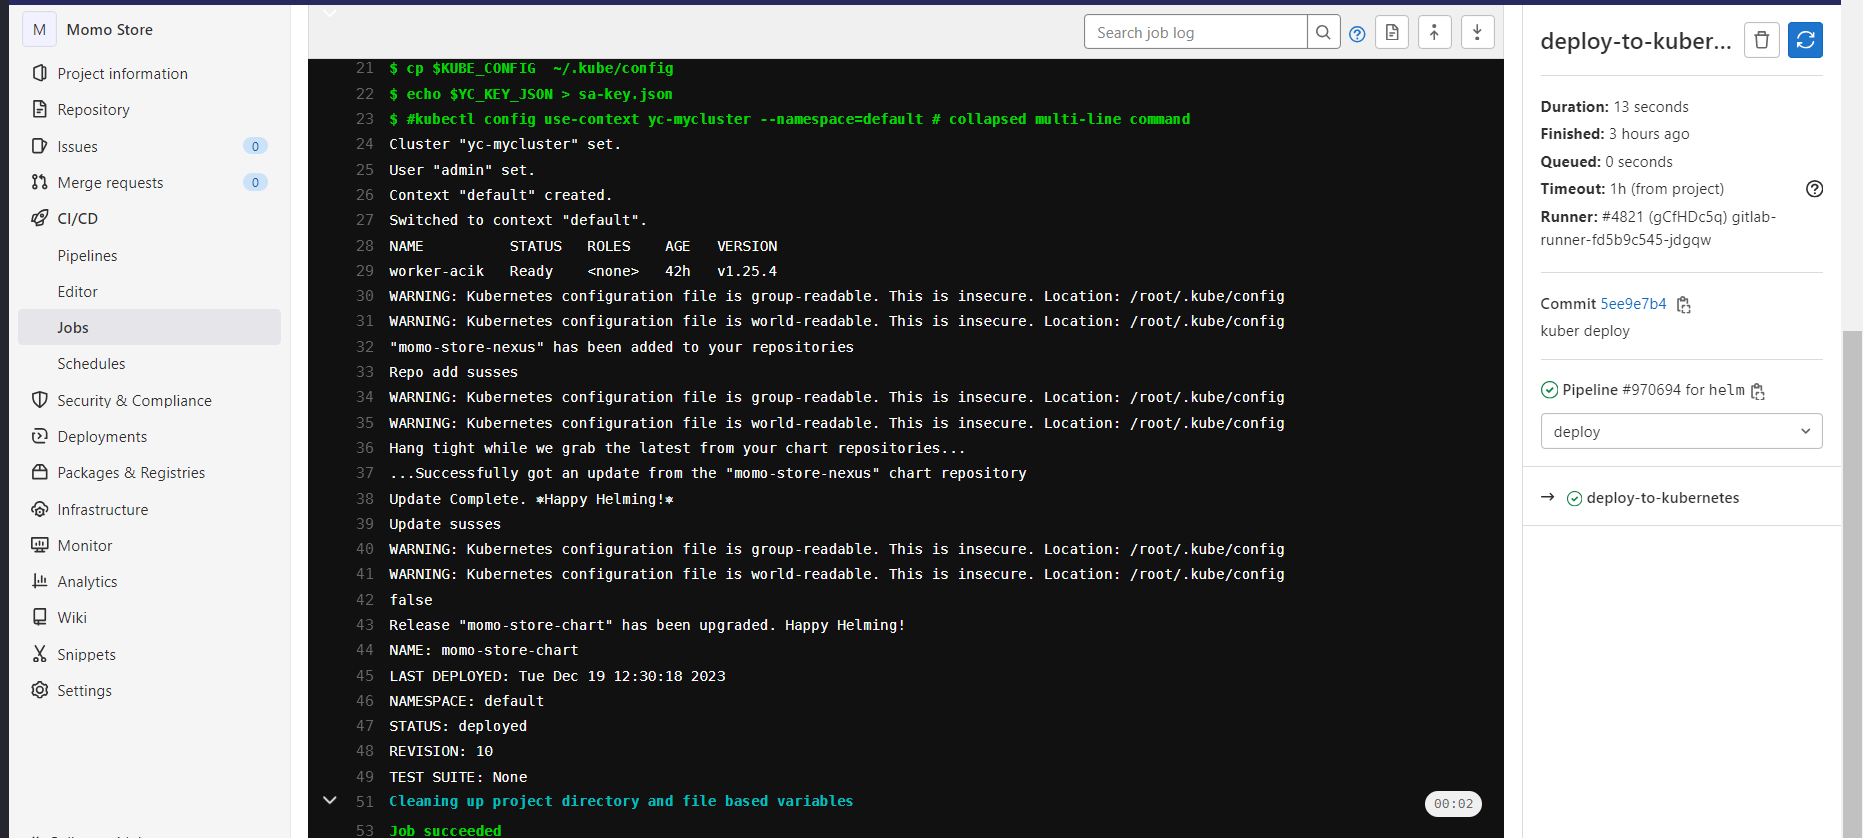 M Momo Store
Project information
Repository
Issues 0
Merge requests 0
CI/CD
Pipelines
Editor
Jobs
Schedules
Security & Compliance
Deployments
Packages & Registries
Infrastructure
Monitor
Analytics
Wiki
Snippets
Settings
Search job log
21 $ cp $KUBE_CONFIG  ~/.kube/config
22 $ echo $YC_KEY_JSON > sa-key.json
23 $ #kubectl config use-context yc-mycluster --namespace=default # collapsed multi-line command
24 Cluster "yc-mycluster" set.
25 User "admin" set.
26 Context "default" created.
27 Switched to context "default".
28 NAME          STATUS   ROLES    AGE   VERSION
29 worker-acik   Ready    <none>   42h   v1.25.4
30 WARNING: Kubernetes configuration file is group-readable. This is insecure. Location: /root/.kube/config
31 WARNING: Kubernetes configuration file is world-readable. This is insecure. Location: /root/.kube/config
32 "momo-store-nexus" has been added to your repositories
33 Repo add susses
34 WARNING: Kubernetes configuration file is group-readable. This is insecure. Location: /root/.kube/config
35 WARNING: Kubernetes configuration file is world-readable. This is insecure. Location: /root/.kube/config
36 Hang tight while we grab the latest from your chart repositories...
37 ...Successfully got an update from the "momo-store-nexus" chart repository
38 Update Complete. ⎈Happy Helming!⎈
39 Update susses
40 WARNING: Kubernetes configuration file is group-readable. This is insecure. Location: /root/.kube/config
41 WARNING: Kubernetes configuration file is world-readable. This is insecure. Location: /root/.kube/config
42 false
43 Release "momo-store-chart" has been upgraded. Happy Helming!
44 NAME: momo-store-chart
45 LAST DEPLOYED: Tue Dec 19 12:30:18 2023
46 NAMESPACE: default
47 STATUS: deployed
48 REVISION: 10
49 TEST SUITE: None
51 Cleaning up project directory and file based variables 00:02
53 Job succeeded
deploy-to-kuber...
Duration: 13 seconds
Finished: 3 hours ago
Queued: 0 seconds
Timeout: 1h (from project)
Runner: #4821 (gCfHDc5q) gitlab-
runner-fd5b9c545-jdgqw
Commit 5ee9e7b4
kuber deploy
Pipeline #970694 for helm
deploy
→ deploy-to-kubernetes